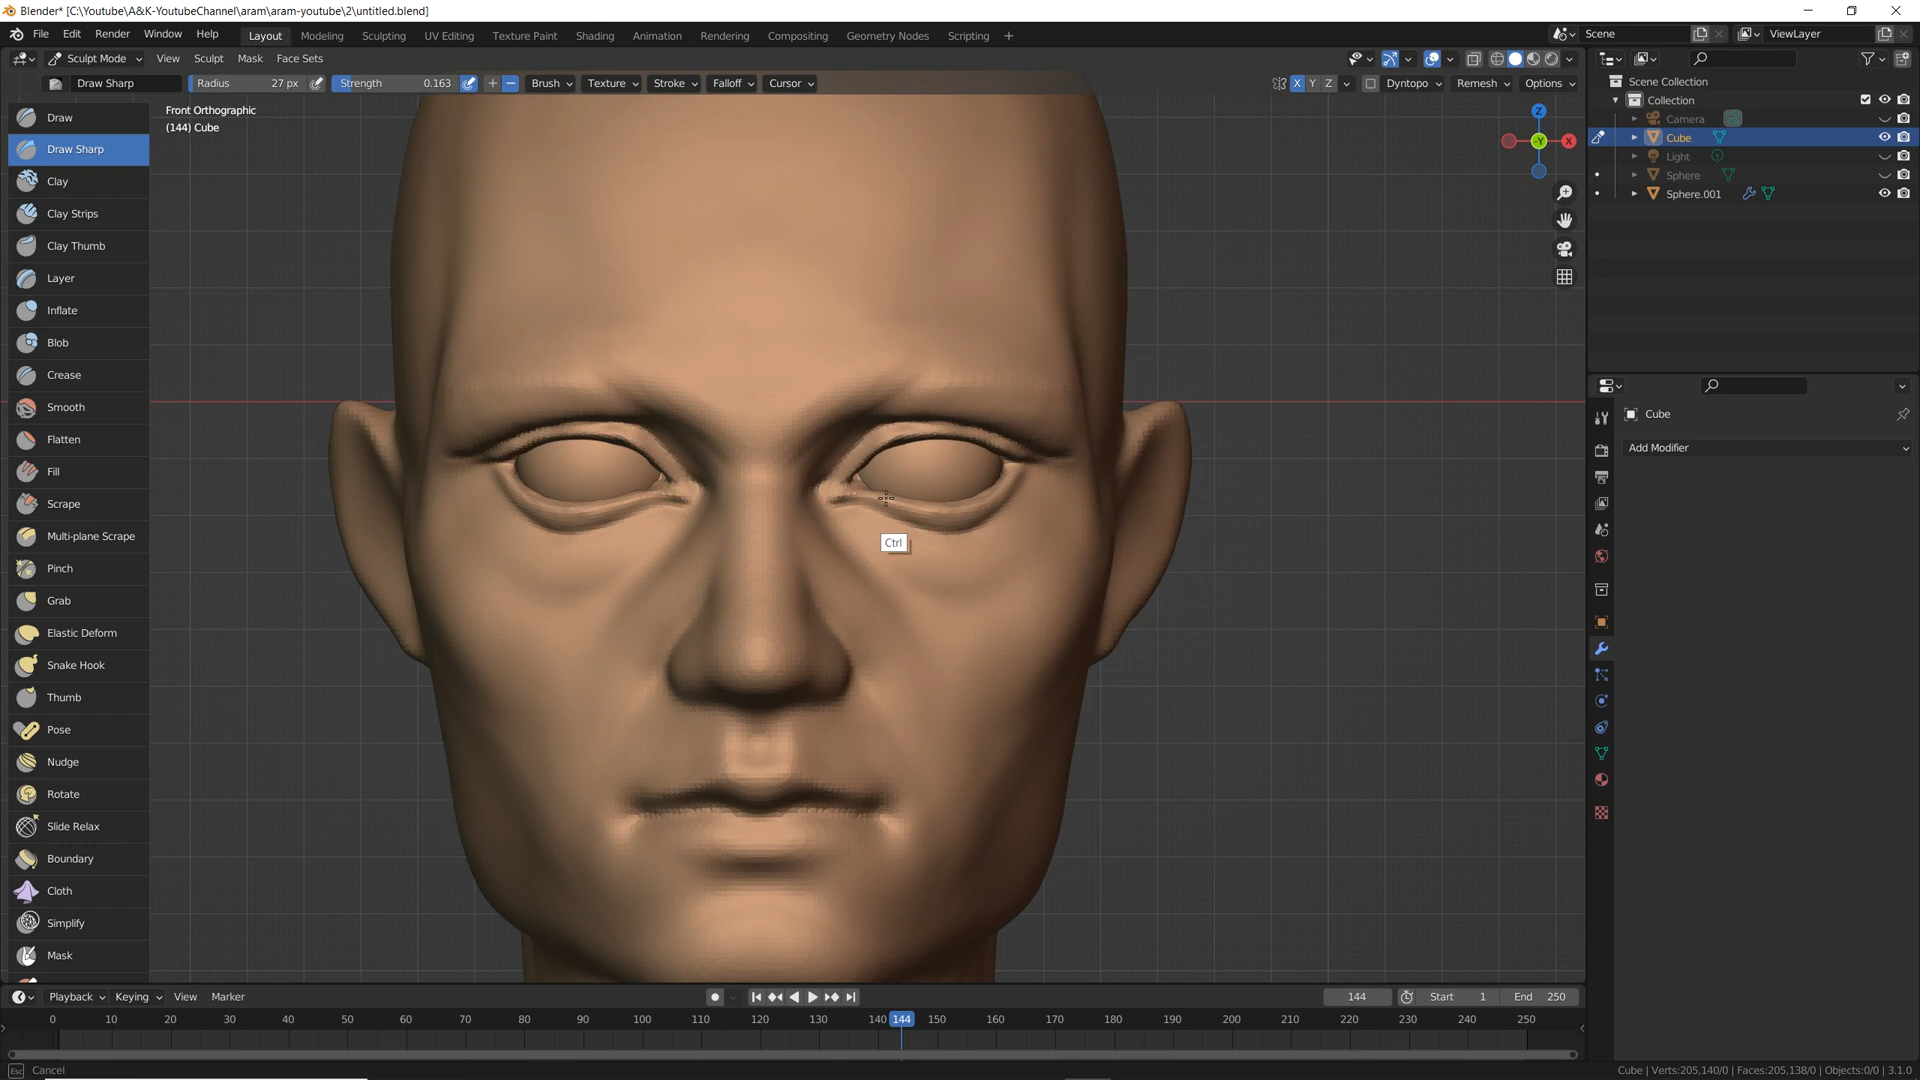 Blender* [C:\Youtube\A&K-YoutubeChannel\aram\aram-youtube\2\untitled.blend]
File Edit Render Window Help Layout Modeling Sculpting UV Editing Texture Paint Shading Animation Rendering Compositing Geometry Nodes Scripting + Scene ViewLayer
Sculpt Mode View Sculpt Mask Face Sets
Draw Sharp Radius 27 px Strength 0.163 Brush Texture Stroke Falloff Cursor X Y Z Dyntopo Remesh Options
Front Orthographic
(144) Cube
Z
-Y
X
Draw
Draw Sharp
Clay
Clay Strips
Clay Thumb
Layer
Inflate
Blob
Crease
Smooth
Flatten
Fill
Scrape
Multi-plane Scrape
Pinch
Grab
Elastic Deform
Snake Hook
Thumb
Pose
Nudge
Rotate
Slide Relax
Boundary
Cloth
Simplify
Mask
Ctrl
Scene Collection
Collection
Camera
Cube
Light
Sphere
Sphere.001
Cube
Add Modifier
Playback Keying View Marker 144 Start 1 End 250
0 10 20 30 40 50 60 70 80 90 100 110 120 130 140 144 150 160 170 180 190 200 210 220 230 240 250
Esc Cancel
Cube | Verts:205,140/0 | Faces:205,138/0 | Objects:0/0 | 3.1.0